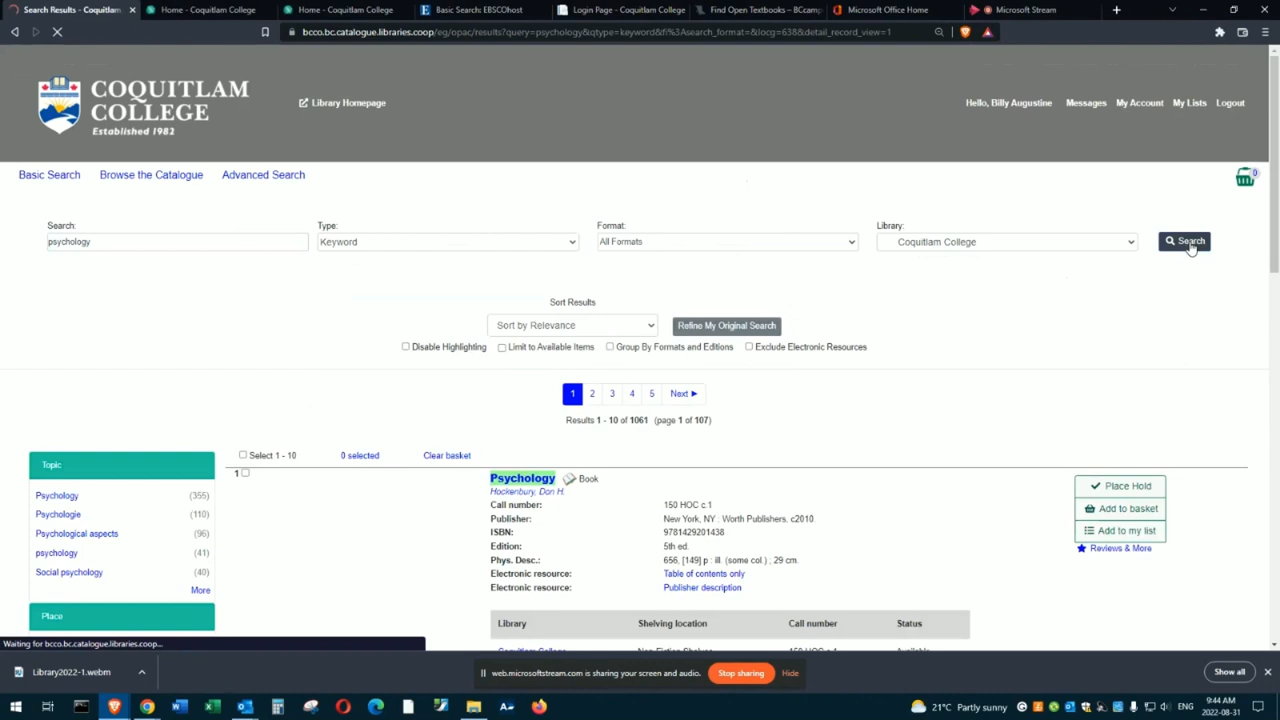 Search Results - Coquitlam
Home - Coquitlam College
Home - Coquitlam College
Basic Search: EBSCOhost
Login Page - Coquitlam College
Find Open Textbooks – BCcamp
Microsoft Office Home
Microsoft Stream
bcco.bc.catalogue.libraries.coop/eg/opac/results?query=psychology&qtype=keyword&fi%3Asearch_format=&locg=638&detail_record_view=1
COQUITLAM
COLLEGE
Established 1982
Library Homepage
Hello, Billy Augustine Messages My Account My Lists Logout
Basic Search Browse the Catalogue Advanced Search
0
Search: Type: Format: Library:
psychology Keyword All Formats Coquitlam College Search
Sort Results
Sort by Relevance Refine My Original Search
Disable Highlighting Limit to Available Items Group By Formats and Editions Exclude Electronic Resources
1 2 3 4 5 Next ►
Results 1 - 10 of 1061 (page 1 of 107)
Topic
Psychology (355)
Psychologie (110)
Psychological aspects (96)
psychology (41)
Social psychology (40)
More
Place
Select 1 - 10 0 selected Clear basket
1
Psychology Book
Hockenbury, Don H.
Call number: 150 HOC c.1
Publisher: New York, NY : Worth Publishers, c2010
ISBN: 9781429201438
Edition: 5th ed.
Phys. Desc.: 656, [149] p : ill. (some col.) ; 29 cm.
Electronic resource: Table of contents only
Electronic resource: Publisher description
Place Hold
Add to basket
Add to my list
Reviews & More
Library Shelving location Call number Status
Waiting for bcco.bc.catalogue.libraries.coop...
Library2022-1.webm
web.microsoftstream.com is sharing your screen and audio. Stop sharing Hide
Show all
21°C Partly sunny
ENG
9:44 AM
2022-08-31